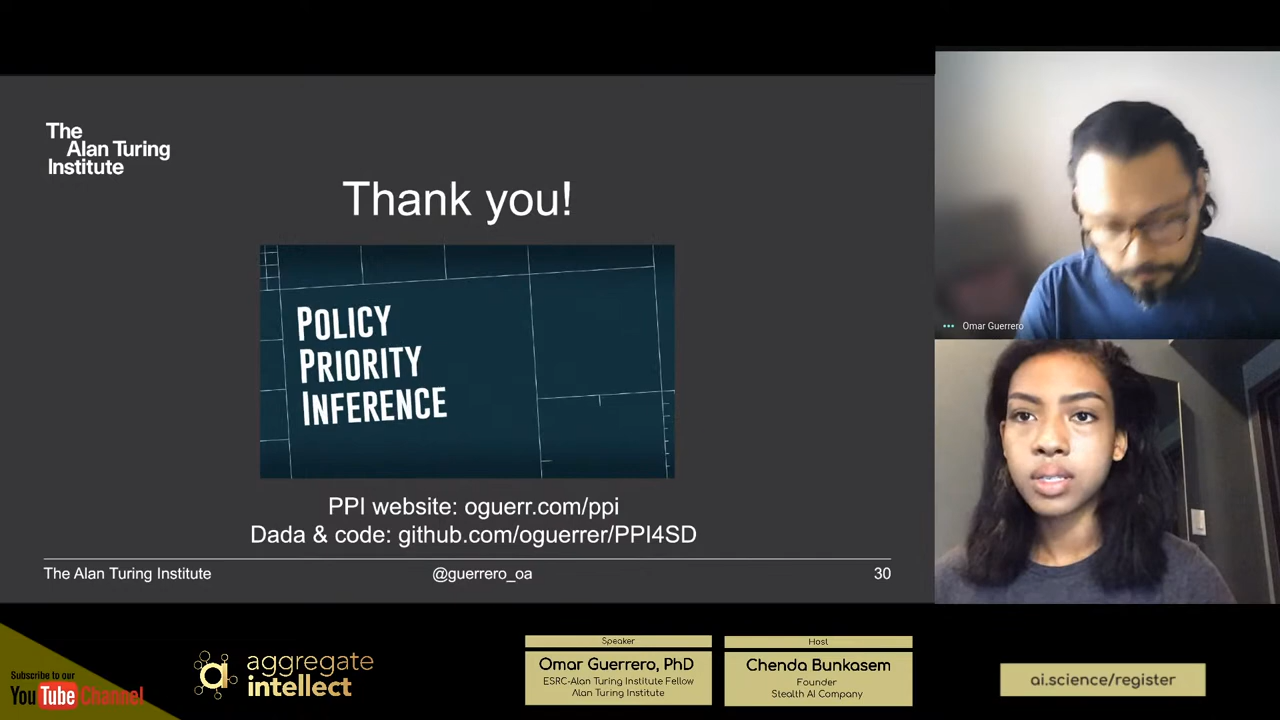 The
Alan Turing
Institute
Thank you!
POLICY
PRIORITY
INFERENCE
PPI website: oguerr.com/ppi
Dada & code: github.com/oguerrer/PPI4SD
The Alan Turing Institute
@guerrero_oa
30
Omar Guerrero
Subscribe to our
YouTube Channel
a
aggregate
intellect
Speaker
Omar Guerrero, PhD
ESRC-Alan Turing Institute Fellow
Alan Turing Institute
Host
Chenda Bunkasem
Founder
Stealth AI Company
ai.science/register